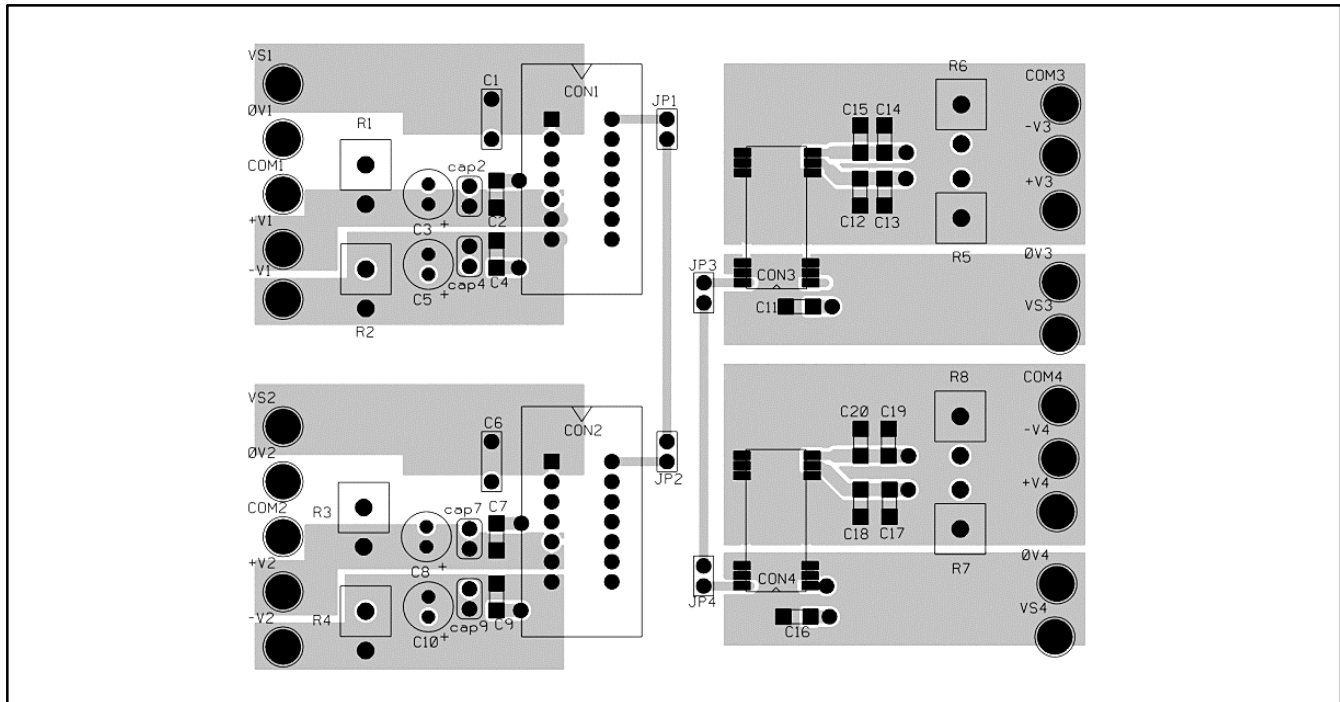 VS1
C1
CON1
JP1
ØV1
R1
COM1
cap2
+V1
C3
+
C2
-V1
C5
+
cap4
C4
R2
R6
COM3
C15
C14
-V3
+V3
C12
C13
R5
JP3
CON3
ØV3
C11
VS3
VS2
C6
CON2
JP2
ØV2
COM2
R3
cap7
C7
+V2
C8
+
-V2
R4
C10
+
cap9
C9
R8
COM4
C20
C19
-V4
+V4
C18
C17
R7
JP4
CON4
ØV4
C16
VS4